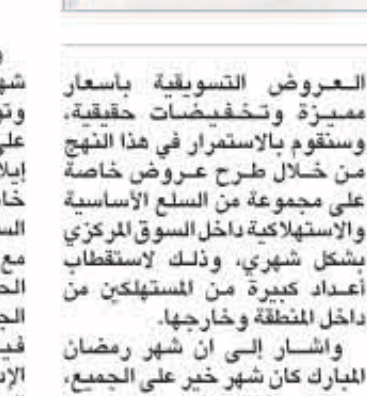 العروض التسويقية بأسعار
مميزة وتخفيضات حقيقية،
وسنقوم بالاستمرار في هذا النهج
من خلال طرح عروض خاصة
على مجموعة من السلع الأساسية
والاستهلاكية داخل السوق المركزي
بشكل شهري، وذلك لاستقطاب
أعداد كبيرة من المستهلكين من
داخل المنطقة وخارجها.
واشار إلى ان شهر رمضان
المبارك كان شهر خير على الجميع،